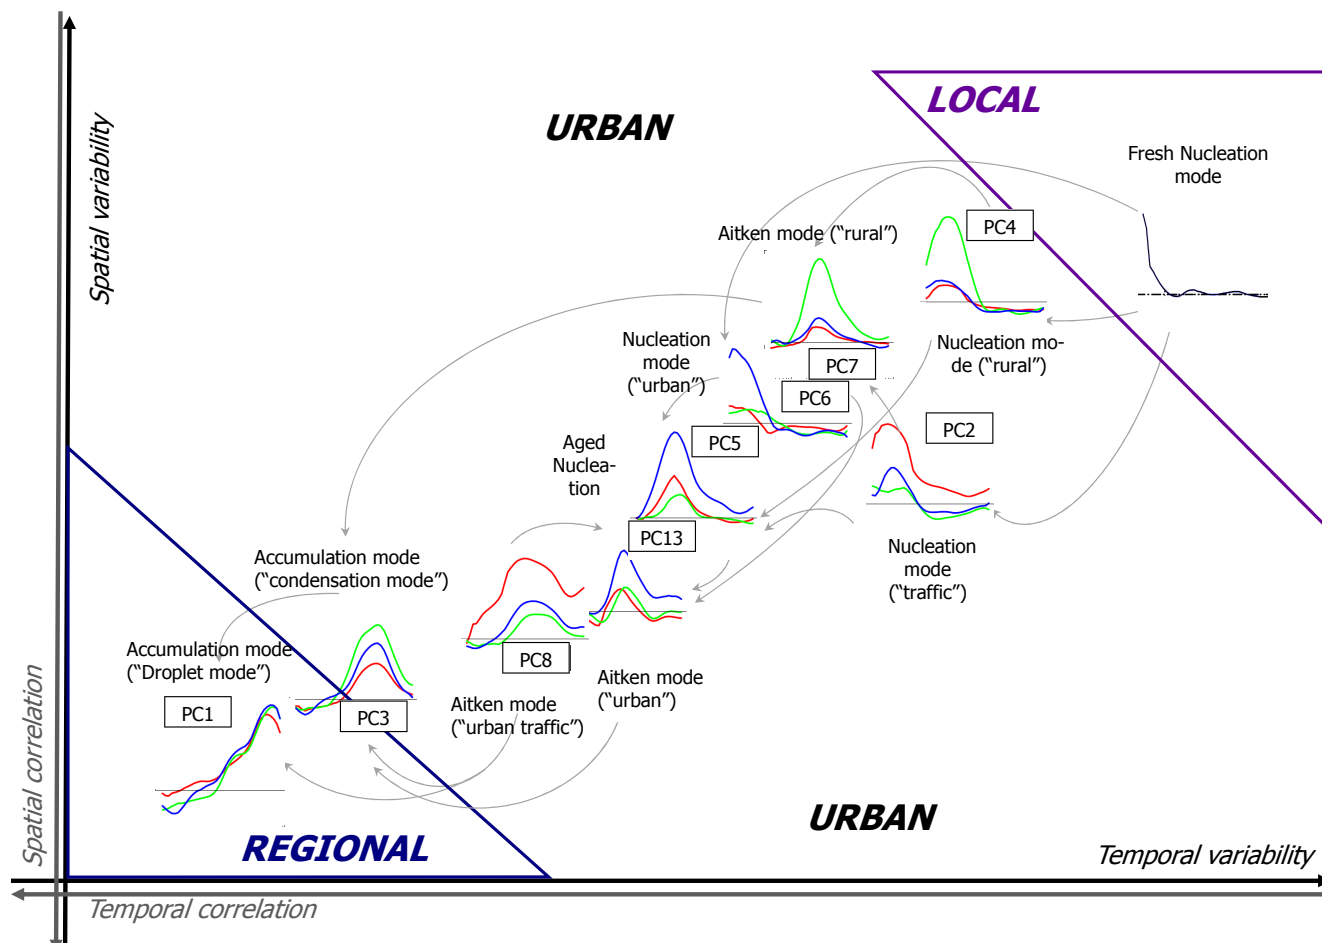 LOCAL
URBAN
Spatial variability
Fresh Nucleation
mode
PC4
Aitken mode (“rural”)
Nucleation
mode
(“urban”)
Nucleation mo-
de (“rural”)
PC7
PC6
PC2
PC5
Aged
Nuclea-
tion
PC13
Nucleation
mode
(“traffic”)
Accumulation mode
(“condensation mode”)
Accumulation mode
(“Droplet mode”)
PC8
Aitken mode
(“urban”)
PC1
PC3
Aitken mode
(“urban traffic”)
Spatial correlation
URBAN
REGIONAL
Temporal variability
Temporal correlation